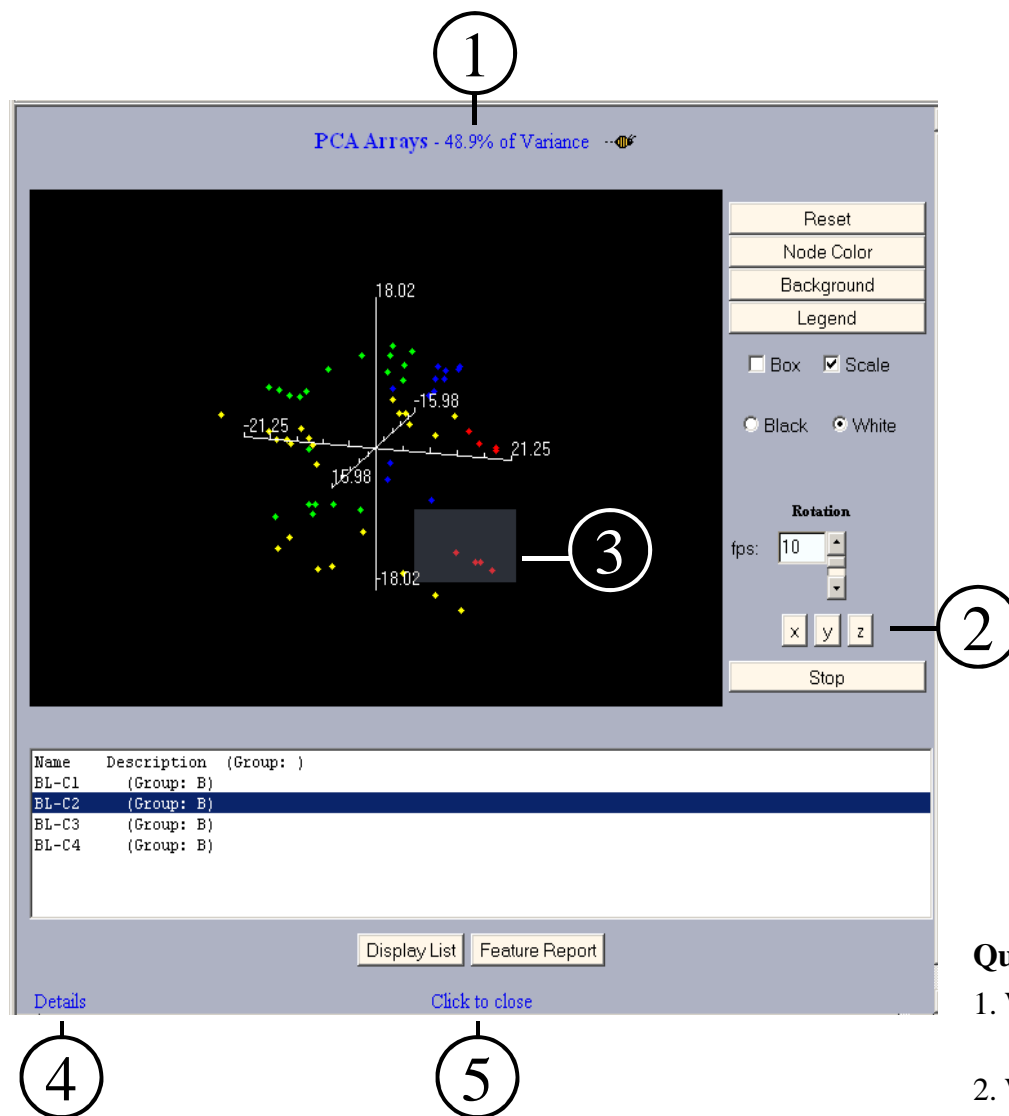 1
PCA Arrays - 48.9% of Variance
Reset
Node Color
Background
Legend
Box Scale
Black White
Rotation
fps: 10
x y z
2
Stop
18.02
-15.98
-21.25
21.25
15.98
-18.02
3
Name Description (Group: )
BL-C1 (Group: B)
BL-C2 (Group: B)
BL-C3 (Group: B)
BL-C4 (Group: B)
Display List Feature Report
Details Click to close
4 5
Qu
1. V
2. V